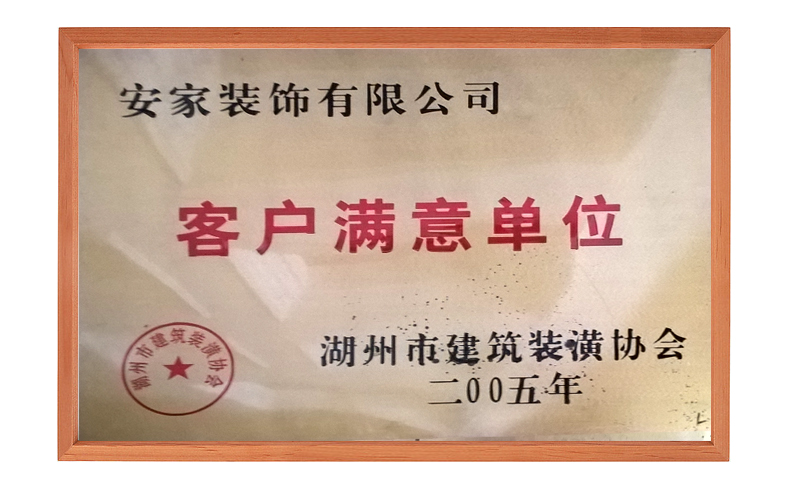 安家装饰有限公司
客户满意单位
湖州市建筑装潢协会
湖州市建筑装潢协会
二00五年